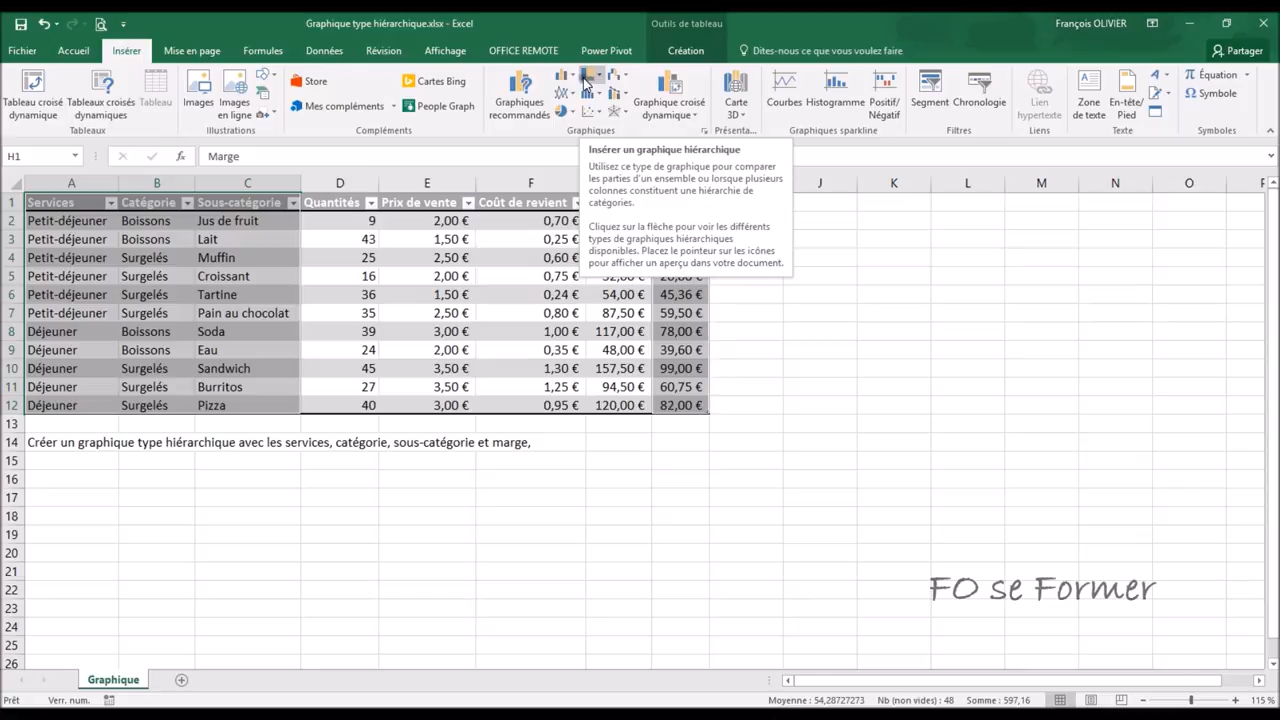 Graphique type hiérarchique.xlsx - Excel
Outils de tableau
François OLIVIER
Fichier Accueil Insérer Mise en page Formules Données Révision Affichage OFFICE REMOTE Power Pivot Création Dites-nous ce que vous voulez faire. Partager
Tableau croisé dynamique
Tableaux croisés dynamiques
Tableau
Images
Images en ligne
Store
Mes compléments
Cartes Bing
People Graph
Graphiques recommandés
Graphique croisé dynamique
Carte 3D
Courbes
Histogramme
Positif/Négatif
Segment
Chronologie
Lien hypertexte
Zone de texte
En-tête/Pied
Équation
Symbole
Tableaux Illustrations Compléments Graphiques Présenta... Graphiques sparkline Filtres Liens Texte Symboles
H1 fx Marge
Insérer un graphique hiérarchique
Utilisez ce type de graphique pour comparer
les parties d'un ensemble ou lorsque plusieurs
colonnes constituent une hiérarchie de
catégories.
Cliquez sur la flèche pour voir les différents
types de graphiques hiérarchiques
disponibles. Placez le pointeur sur les icônes
pour afficher un aperçu dans votre document.
A B C D E F J K L M N O
1 Services Catégorie Sous-catégorie Quantités Prix de vente Coût de revient
2 Petit-déjeuner Boissons Jus de fruit 9 2,00 € 0,70 €
3 Petit-déjeuner Boissons Lait 43 1,50 € 0,25 €
4 Petit-déjeuner Surgelés Muffin 25 2,50 € 0,60 €
5 Petit-déjeuner Surgelés Croissant 16 2,00 € 0,75 €
6 Petit-déjeuner Surgelés Tartine 36 1,50 € 0,24 € 54,00 € 45,36 €
7 Petit-déjeuner Surgelés Pain au chocolat 35 2,50 € 0,80 € 87,50 € 59,50 €
8 Déjeuner Boissons Soda 39 3,00 € 1,00 € 117,00 € 78,00 €
9 Déjeuner Boissons Eau 24 2,00 € 0,35 € 48,00 € 39,60 €
10 Déjeuner Surgelés Sandwich 45 3,50 € 1,30 € 157,50 € 99,00 €
11 Déjeuner Surgelés Burritos 27 3,50 € 1,25 € 94,50 € 60,75 €
12 Déjeuner Surgelés Pizza 40 3,00 € 0,95 € 120,00 € 82,00 €
13
14 Créer un graphique type hiérarchique avec les services, catégorie, sous-catégorie et marge,
15
16
17
18
19
20
21
22
FO se Former
23
24
25
26
Graphique
Prêt Verr. num. Moyenne : 54,28727273 Nb (non vides) : 48 Somme : 597,16 115 %